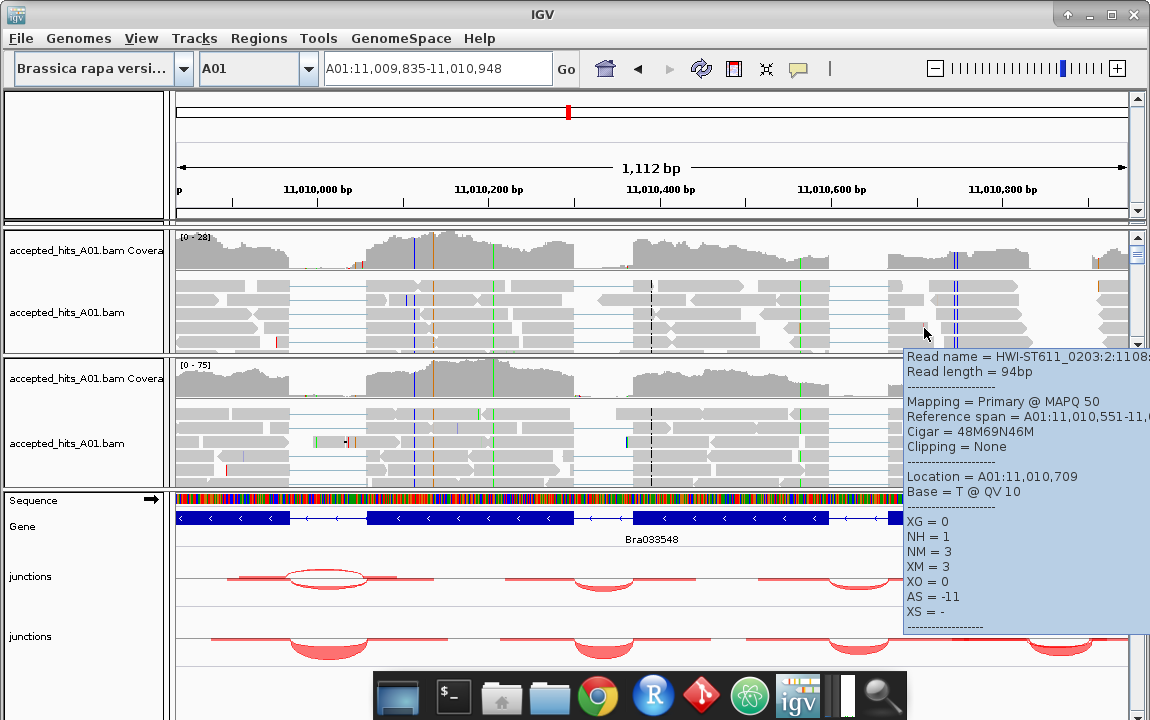 IGV
File Genomes View Tracks Regions Tools GenomeSpace Help
Brassica rapa versi... A01 A01:11,009,835-11,010,948 Go
1,112 bp
p 11,010,000 bp 11,010,200 bp 11,010,400 bp 11,010,600 bp 11,010,800 bp
[0 - 28]
accepted_hits_A01.bam Covera
accepted_hits_A01.bam
[0 - 75]
accepted_hits_A01.bam Covera
accepted_hits_A01.bam
Sequence
Gene
Bra033548
junctions
junctions
Read name = HWI-ST611_0203:2:1108:
Read length = 94bp
----------------------
Mapping = Primary @ MAPQ 50
Reference span = A01:11,010,551-11,
Cigar = 48M69N46M
Clipping = None
----------------------
Location = A01:11,010,709
Base = T @ QV 10
----------------------
XG = 0
NH = 1
NM = 3
XM = 3
XO = 0
AS = -11
XS = -
-------------------
$_
R
igv